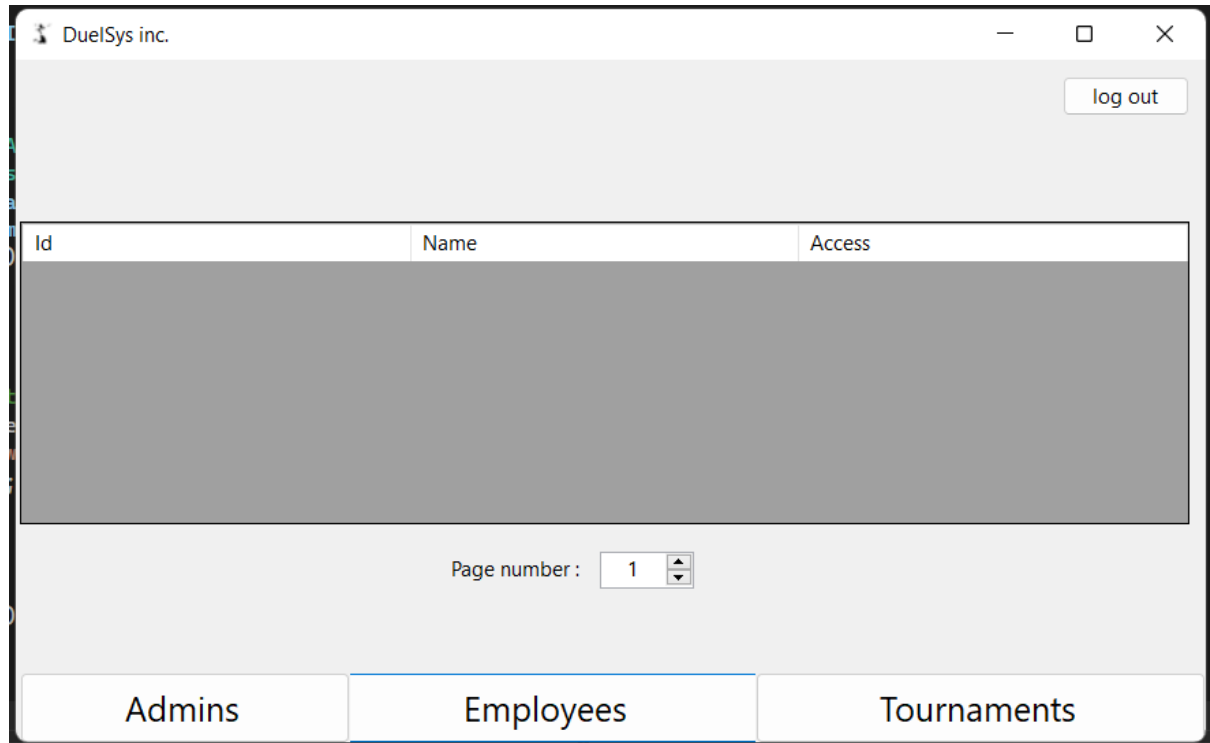 DuelSys inc.
log out
Id Name Access
Page number : 1
Admins Employees Tournaments